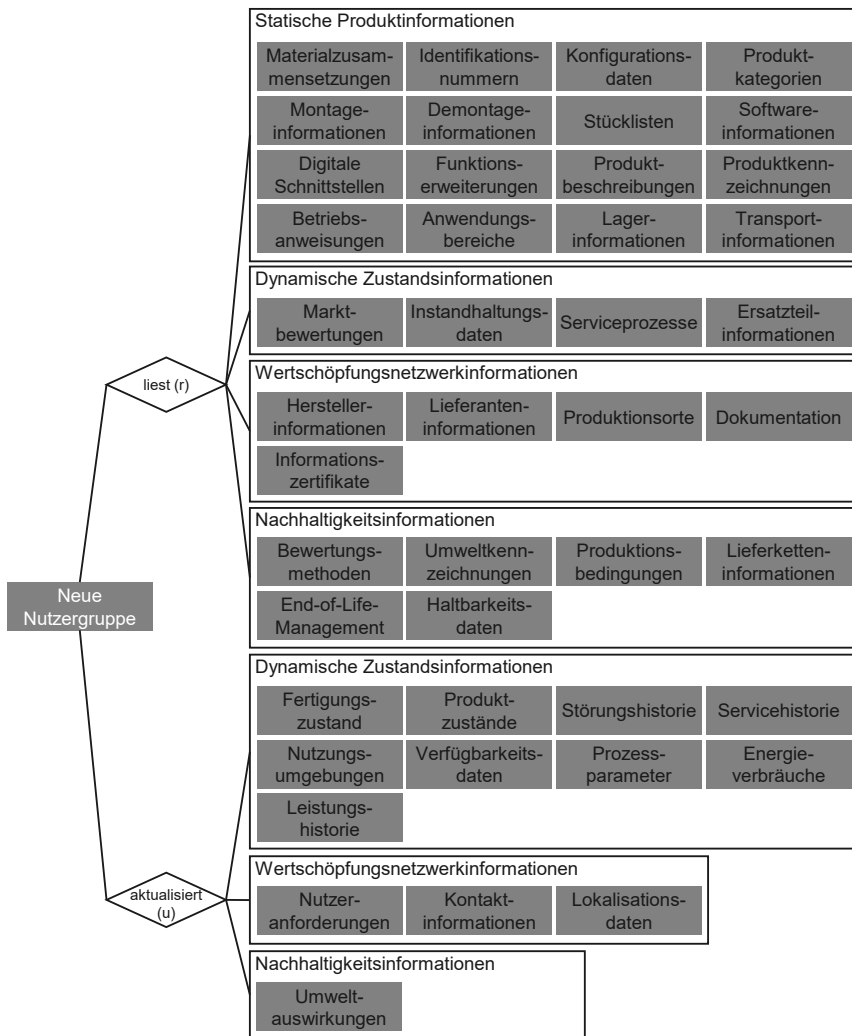 Statische Produktinformationen
Materialzusam-
mensetzungen
Identifikations-
nummern
Konfigurations-
daten
Produkt-
kategorien
Montage-
informationen
Demontage-
informationen
Stücklisten
Software-
informationen
Digitale
Schnittstellen
Funktions-
erweiterungen
Produkt-
beschreibungen
Produktkenn-
zeichnungen
Betriebs-
anweisungen
Anwendungs-
bereiche
Lager-
informationen
Transport-
informationen
Dynamische Zustandsinformationen
Markt-
bewertungen
Instandhaltungs-
daten
Serviceprozesse
Ersatzteil-
informationen
liest (r)
Wertschöpfungsnetzwerkinformationen
Hersteller-
informationen
Lieferanten-
informationen
Produktionsorte
Dokumentation
Informations-
zertifikate
Nachhaltigkeitsinformationen
Bewertungs-
methoden
Umweltkenn-
zeichnungen
Produktions-
bedingungen
Lieferketten-
informationen
End-of-Life-
Management
Haltbarkeits-
daten
Neue
Nutzergruppe
Dynamische Zustandsinformationen
Fertigungs-
zustand
Produkt-
zustände
Störungshistorie
Servicehistorie
Nutzungs-
umgebungen
Verfügbarkeits-
daten
Prozess-
parameter
Energie-
verbräuche
Leistungs-
historie
aktualisiert
(u)
Wertschöpfungsnetzwerkinformationen
Nutzer-
anforderungen
Kontakt-
informationen
Lokalisations-
daten
Nachhaltigkeitsinformationen
Umwelt-
auswirkungen